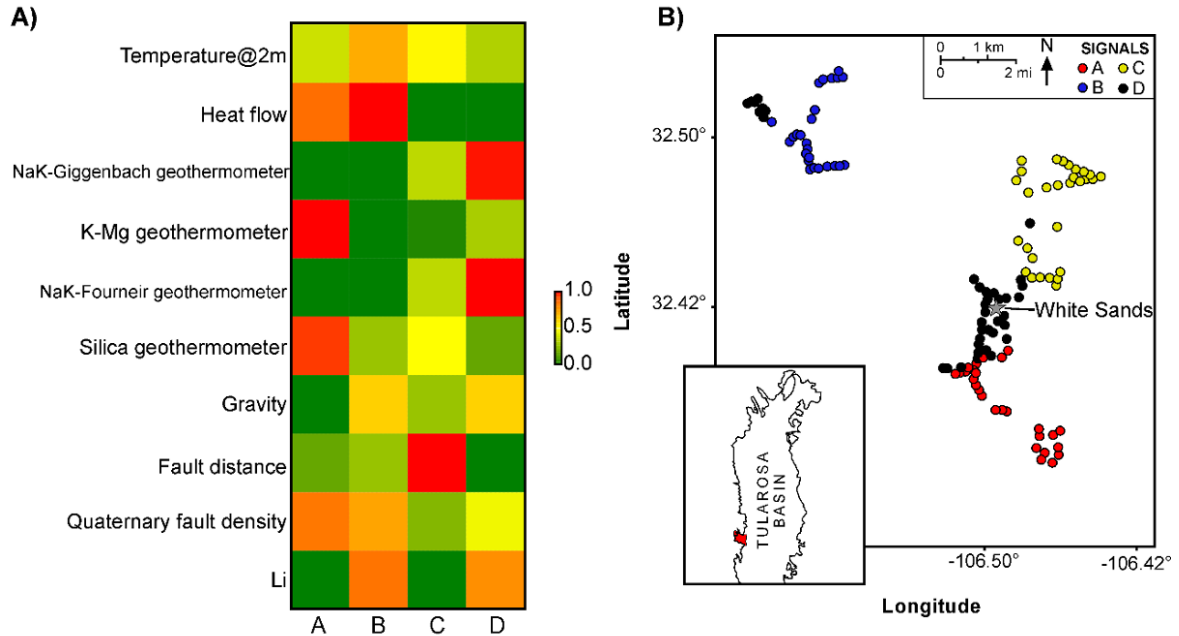 A)
Temperature@2m
Heat flow
NaK-Giggenbach geothermometer
K-Mg geothermometer
NaK-Fourneir geothermometer
Silica geothermometer
Gravity
Fault distance
Quaternary fault density
Li
A B C D
1.0
0.5
0.0
B)
0 1 km
0 2 mi
N
SIGNALS
A C
B D
32.50°
32.42°
Latitude
White Sands
TULAROSA
BASIN
-106.50° -106.42°
Longitude